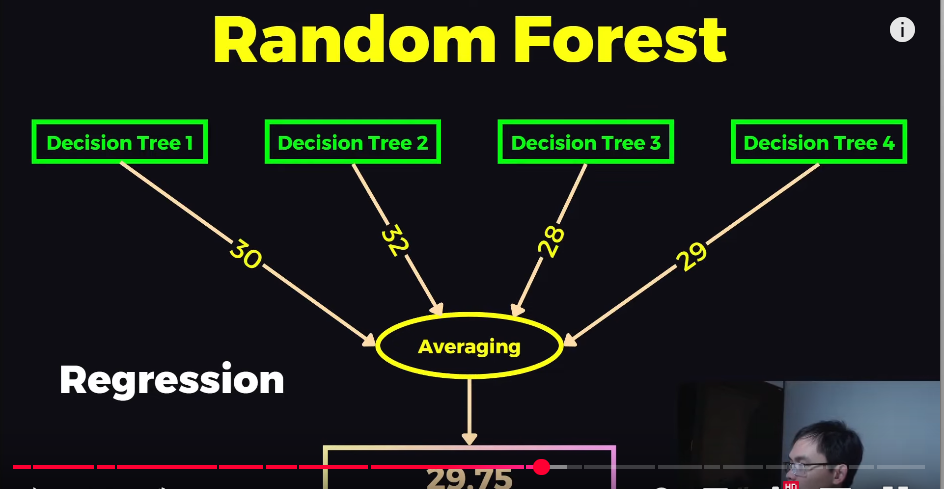 Random Forest
i
Decision Tree 1
Decision Tree 2
Decision Tree 3
Decision Tree 4
30
32
28
29
Averaging
Regression
29.75
HD